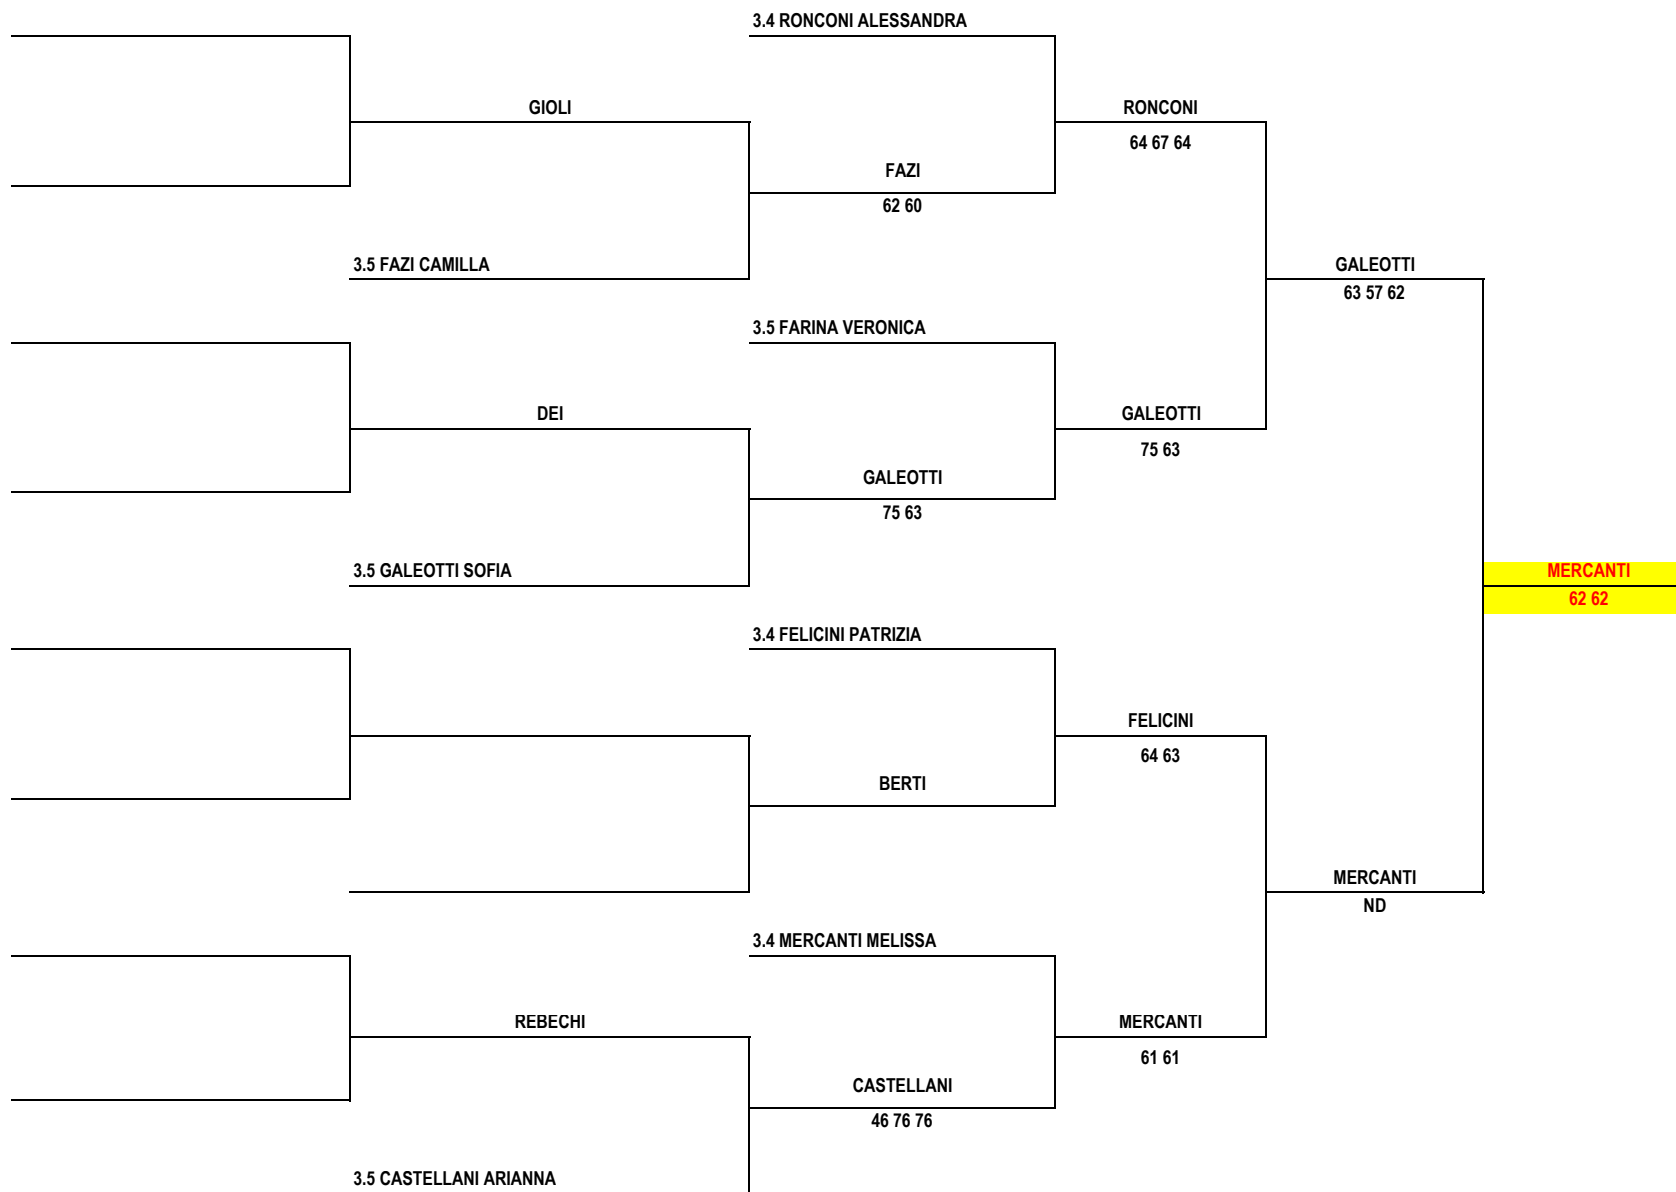 3.4 RONCONI ALESSANDRA
GIOLI
RONCONI
64 67 64
FAZI
62 60
3.5 FAZI CAMILLA
GALEOTTI
63 57 62
3.5 FARINA VERONICA
DEI
GALEOTTI
75 63
GALEOTTI
75 63
3.5 GALEOTTI SOFIA
MERCANTI
62 62
3.4 FELICINI PATRIZIA
FELICINI
64 63
BERTI
MERCANTI
ND
3.4 MERCANTI MELISSA
REBECHI
MERCANTI
61 61
CASTELLANI
46 76 76
3.5 CASTELLANI ARIANNA